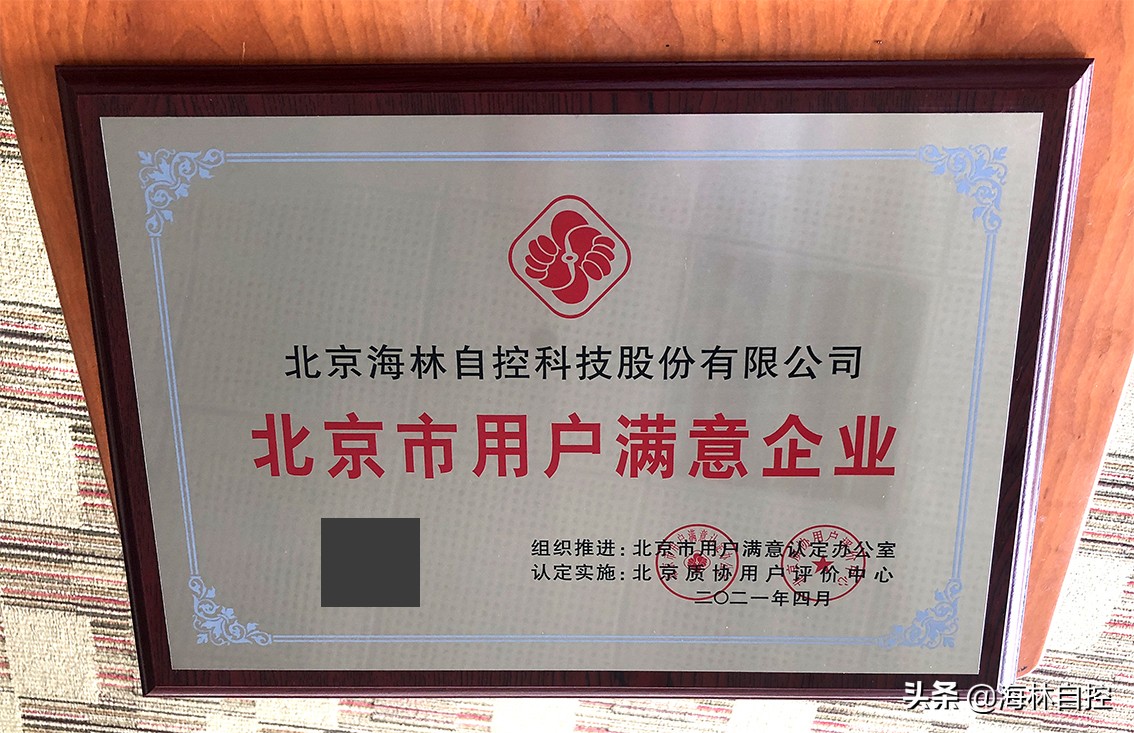 北京海林自控科技股份有限公司
北京市用户满意企业
组织推进：北京市用户满意认定办公室
认定实施：北京质协用户评价中心
二〇二一年四月
头条 @海林自控